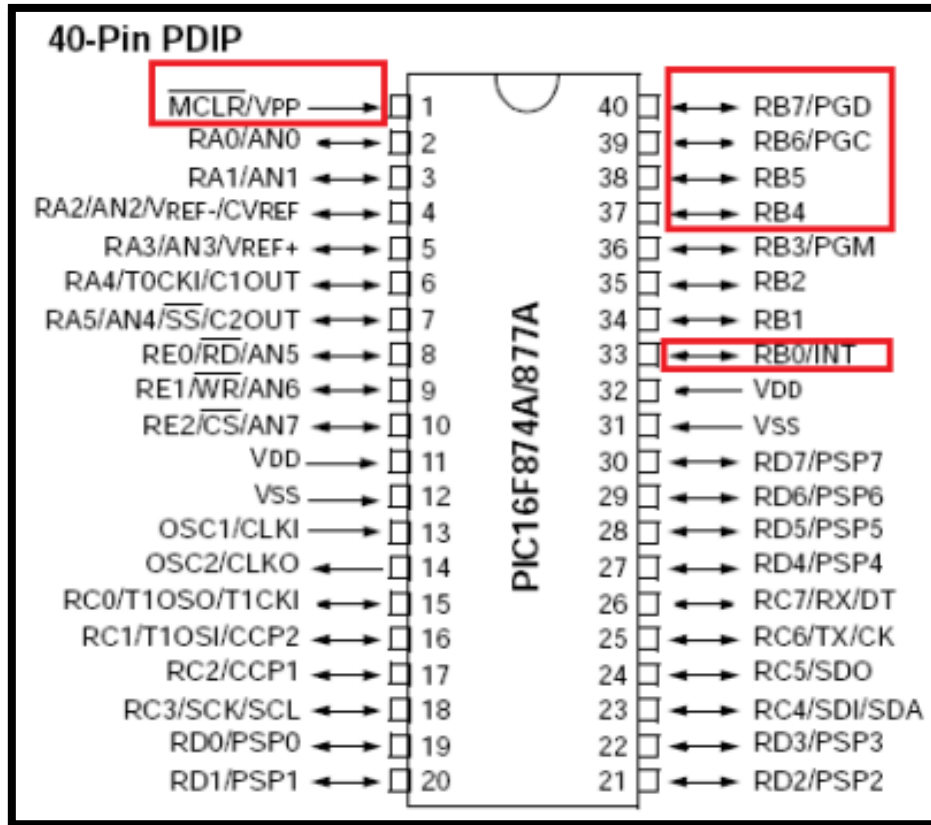 40-Pin PDIP
MCLR/VPP 1 40 RB7/PGD
RA0/AN0 2 39 RB6/PGC
RA1/AN1 3 38 RB5
RA2/AN2/VREF-/CVREF 4 37 RB4
RA3/AN3/VREF+ 5 36 RB3/PGM
RA4/T0CKI/C1OUT 6 35 RB2
RA5/AN4/SS/C2OUT 7 34 RB1
RE0/RD/AN5 8 33 RB0/INT
RE1/WR/AN6 9 32 VDD
RE2/CS/AN7 10 31 VSS
VDD 11 30 RD7/PSP7
VSS 12 29 RD6/PSP6
OSC1/CLKI 13 28 RD5/PSP5
OSC2/CLKO 14 27 RD4/PSP4
RC0/T1OSO/T1CKI 15 26 RC7/RX/DT
RC1/T1OSI/CCP2 16 25 RC6/TX/CK
RC2/CCP1 17 24 RC5/SDO
RC3/SCK/SCL 18 23 RC4/SDI/SDA
RD0/PSP0 19 22 RD3/PSP3
RD1/PSP1 20 21 RD2/PSP2
PIC16F874A/877A